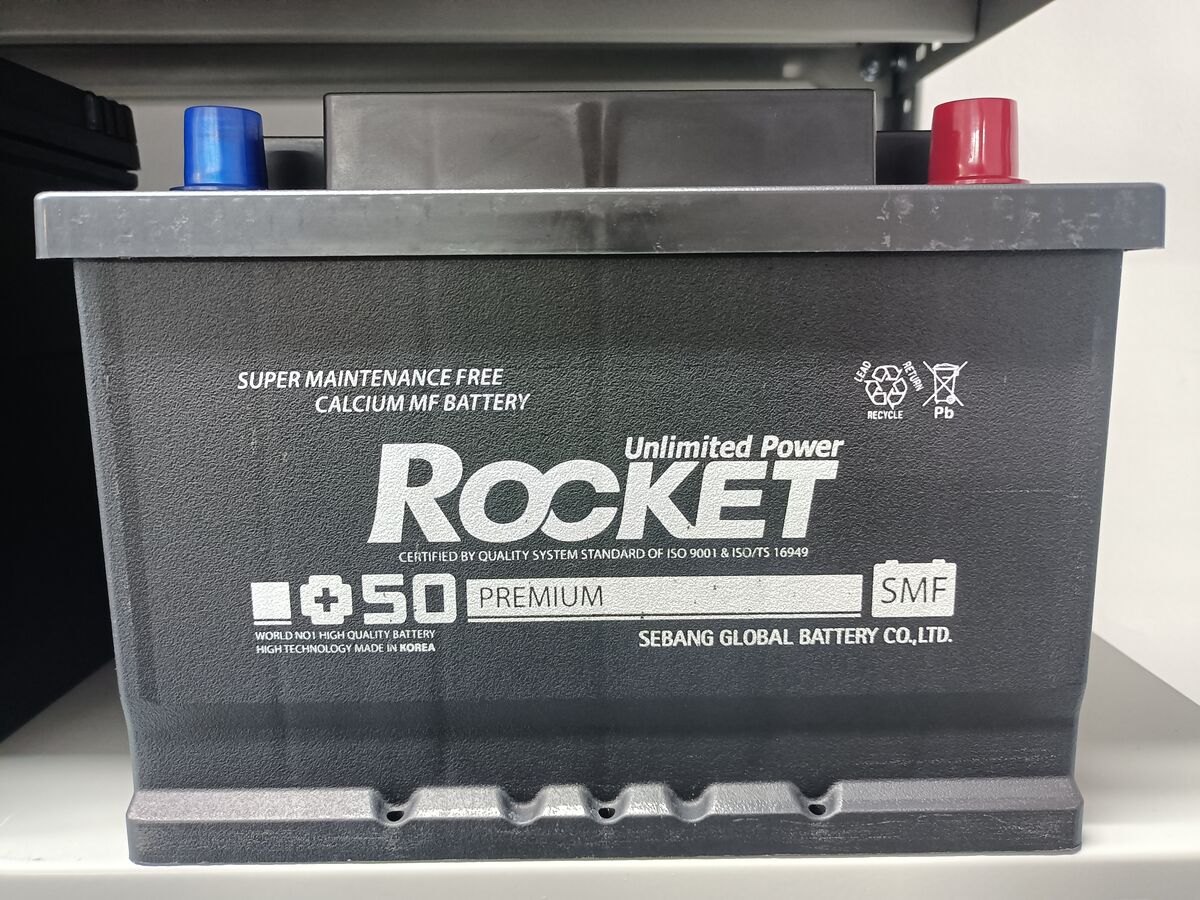 SUPER MAINTENANCE FREE
CALCIUM MF BATTERY
LEAD RETURN
RECYCLE
Pb
Unlimited Power
ROCKET
CERTIFIED BY QUALITY SYSTEM STANDARD OF ISO 9001 & ISO/TS 16949
+50 PREMIUM SMF
WORLD NO1 HIGH QUALITY BATTERY
HIGH TECHNOLOGY MADE IN KOREA
SEBANG GLOBAL BATTERY CO.,LTD.